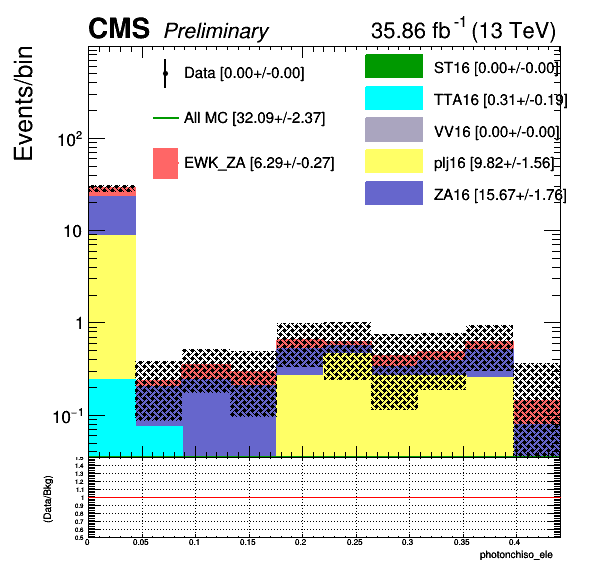 CMS Preliminary 35.86 fb⁻¹ (13 TeV)
Events/bin
Data [0.00+/-0.00]
All MC [32.09+/-2.37]
EWK_ZA [6.29+/-0.27]
ST16 [0.00+/-0.00]
TTA16 [0.31+/-0.19]
VV16 [0.00+/-0.00]
plj16 [9.82+/-1.56]
ZA16 [15.67+/-1.76]
10²
10
1
10⁻¹
(Data/Bkg)
1.5
1.4
1.3
1.2
1.1
1
0.9
0.8
0.7
0.6
0.5
0 0.05 0.1 0.15 0.2 0.25 0.3 0.35 0.4
photonchiso_ele